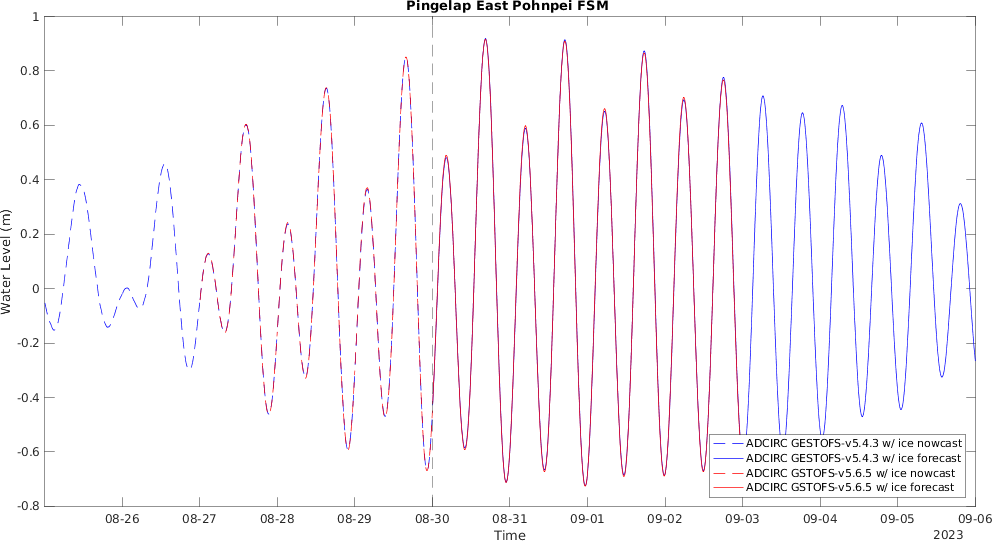 Pingelap East Pohnpei FSM
Water Level (m)
1
0.8
0.6
0.4
0.2
0
-0.2
-0.4
-0.6
-0.8
ADCIRC GESTOFS-v5.4.3 w/ ice nowcast
ADCIRC GESTOFS-v5.4.3 w/ ice forecast
ADCIRC GSTOFS-v5.6.5 w/ ice nowcast
ADCIRC GSTOFS-v5.6.5 w/ ice forecast
08-26 08-27 08-28 08-29 08-30 08-31 09-01 09-02 09-03 09-04 09-05 09-06
Time
2023